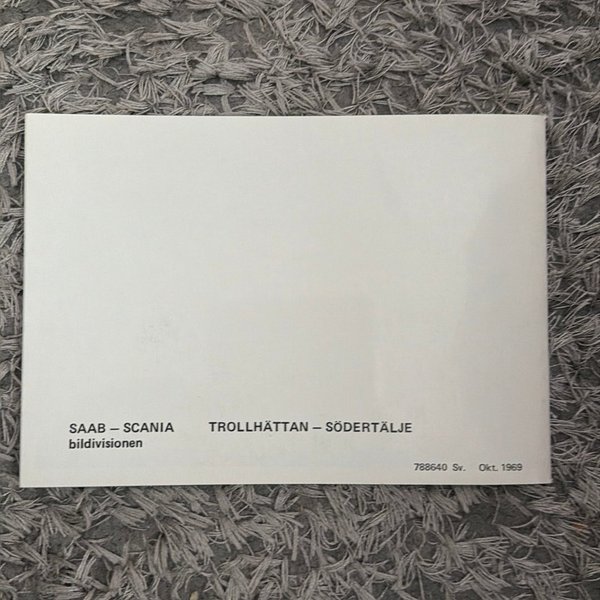 SAAB – SCANIA TROLLHÄTTAN – SÖDERTÄLJE
bildivisionen
788640 Sv. Okt. 1969